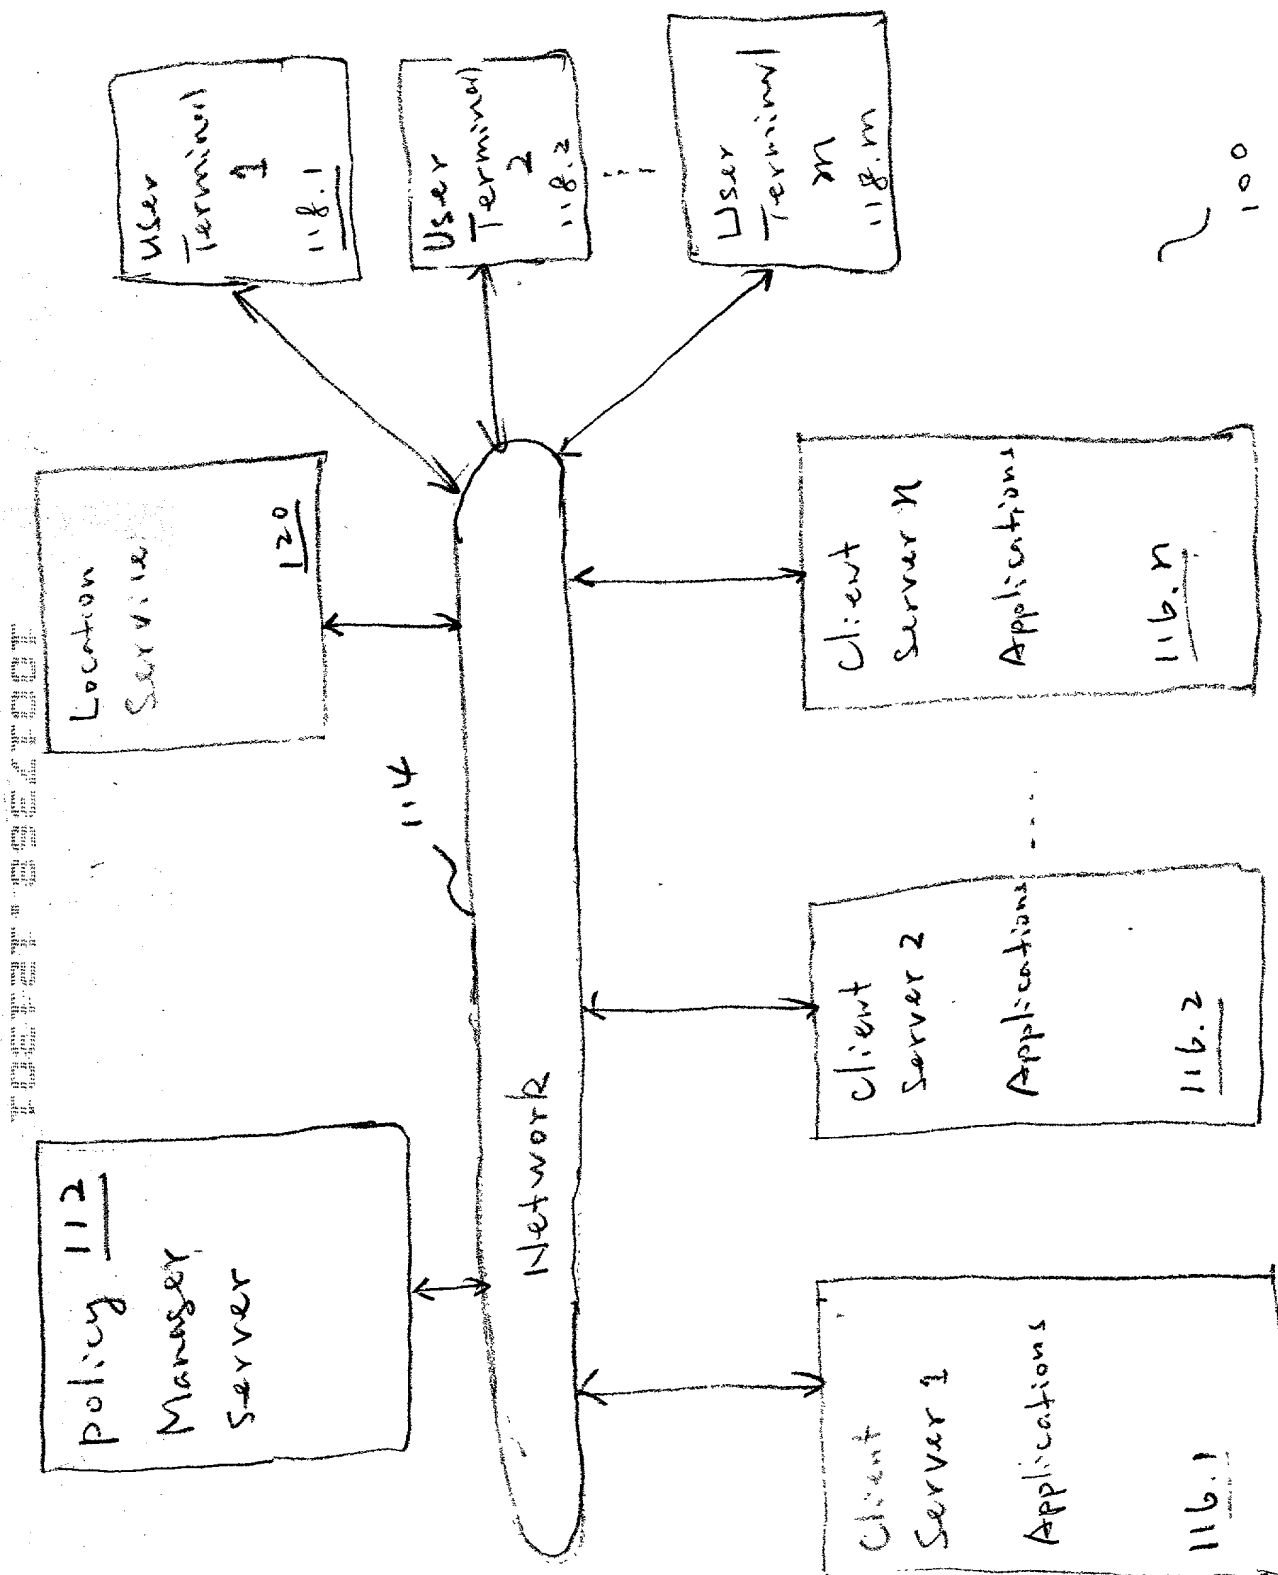 policy 112
Manager
Server
Location
Service
120
User
Terminal
1
118.1
User
Terminal
2
118.2
User
Terminal
m
118.m
114
Network
Client
Server 1
Applications
116.1
Client
Server 2
Applications
116.2
Client
Server n
Applications
116.n
100